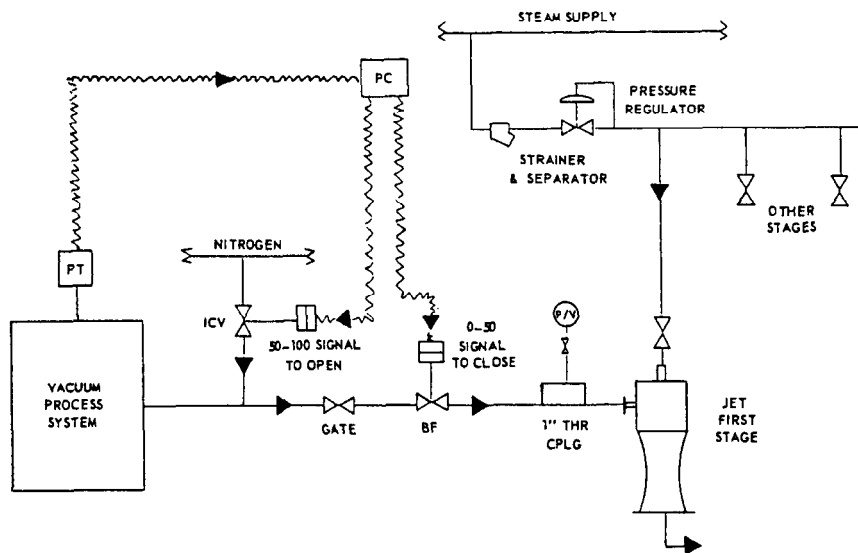 STEAM SUPPLY
PC
PRESSURE
REGULATOR
STRAINER
& SEPARATOR
OTHER
STAGES
NITROGEN
PT
ICV
50-100 SIGNAL
TO OPEN
0-50
SIGNAL
TO CLOSE
P/V
VACUUM
PROCESS
SYSTEM
GATE
BF
1" THR
CPLG
JET
FIRST
STAGE